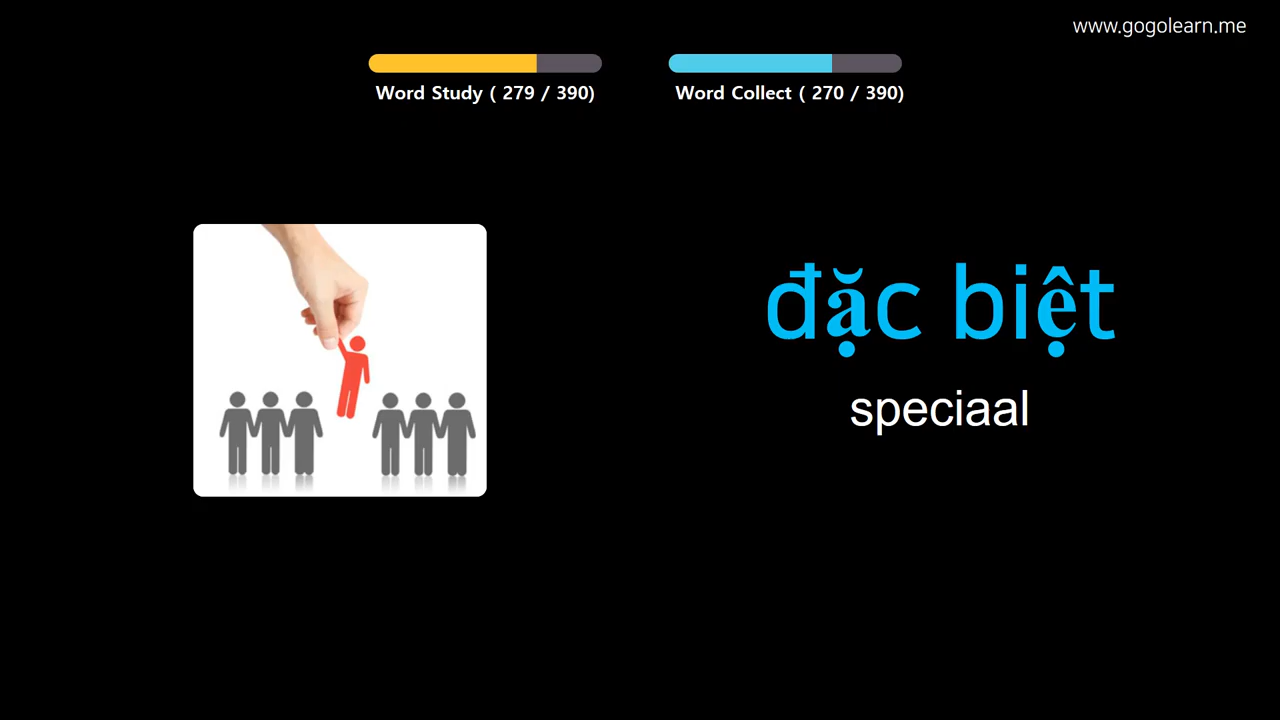 www.gogolearn.me
Word Study ( 279 / 390)
Word Collect ( 270 / 390)
đặc biệt
speciaal